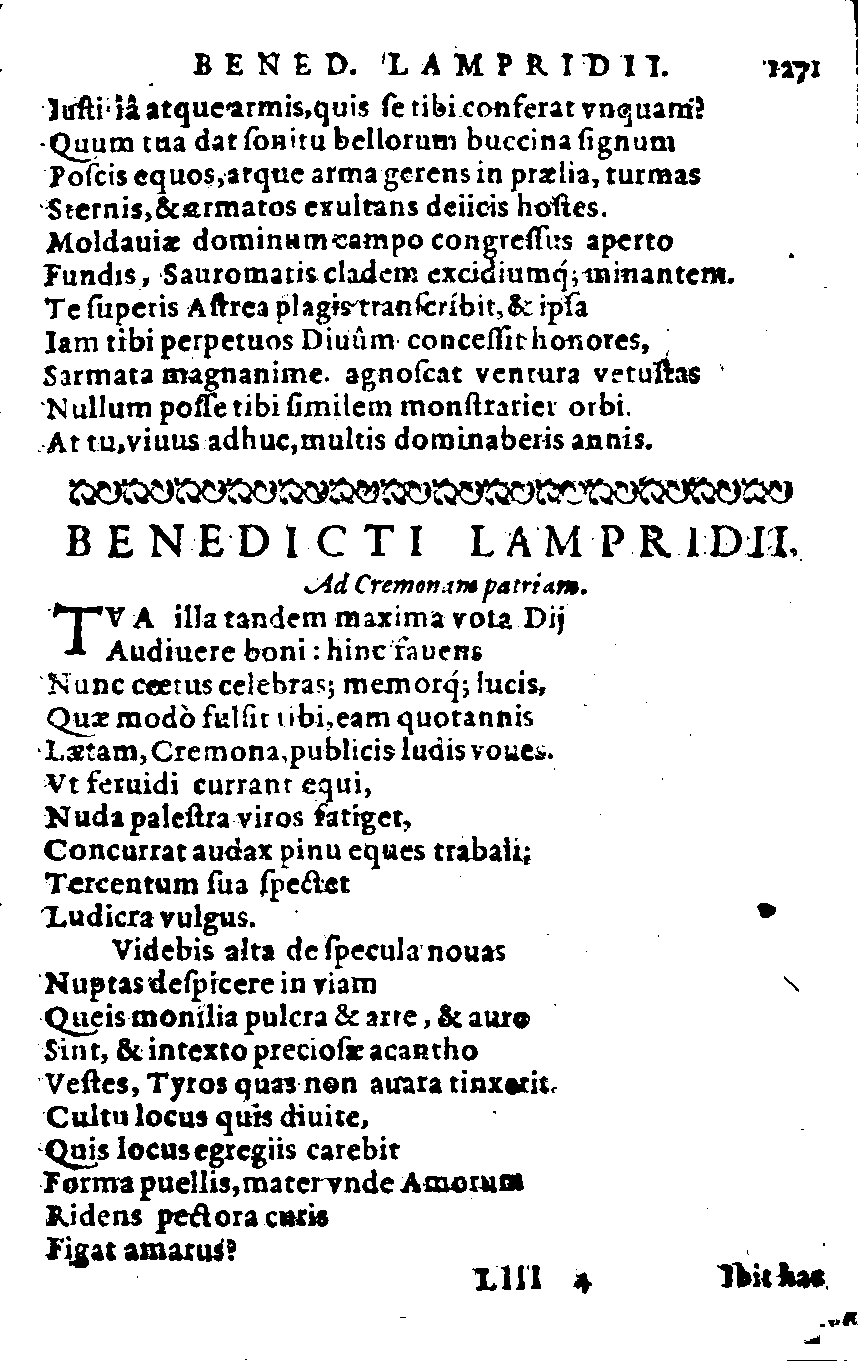 BENED. LAMPRIDII. 1271
Iusti iâ atque armis, quis se tibi conferat vnquam?
Quum tua dat sonitu bellorum buccina signum
Poscis equos, atque arma gerens in prælia, turmas
Sternis, & armatos exultans deiicis hostes.
Moldauiæ dominum campo congressus aperto
Fundis, Sauromatis cladem excidiumq́; minantem.
Te superis Astrea plagis transcribit, & ipsa
Iam tibi perpetuos Diuûm concessit honores,
Sarmata magnanime. agnoscat ventura vetustas
Nullum posse tibi similem monstrarier orbi.
At tu, viuus adhuc, multis dominaberis annis.
BENEDICTI LAMPRIDII.
Ad Cremonam patriam.
TVA illa tandem maxima vota Dij
Audiuere boni: hinc fauens
Nunc cœtus celebras; memorq́; lucis,
Quæ modò fulsit tibi, eam quotannis
Lætam, Cremona, publicis ludis voues.
Vt feruidi currant equi,
Nuda palestra viros fatiget,
Concurrat audax pinu eques trabali;
Tercentum sua spectet
Ludicra vulgus.
Videbis alta de specula nouas
Nuptas despicere in viam
Queis monilia pulcra & arte, & auro
Sint, & intexto preciosæ acantho
Vestes, Tyros quas non auara tinxerit.
Cultu locus quis diuite,
Quis locus egregiis carebit
Forma puellis, mater vnde Amorum
Ridens pectora curis
Figat amarus?
Llll 4 Ibit hac